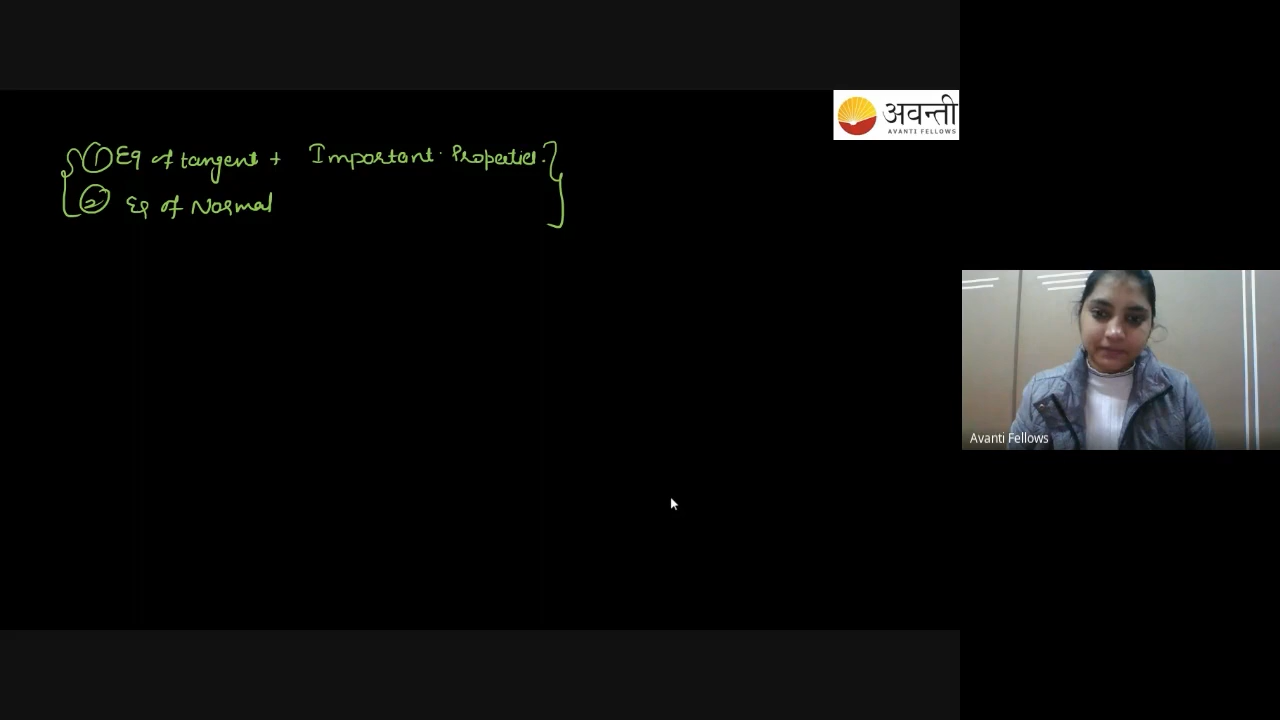 अवन्ती
AVANTI FELLOWS
① Eq of tangent + Important Properties.
② Eq of Normal
Avanti Fellows